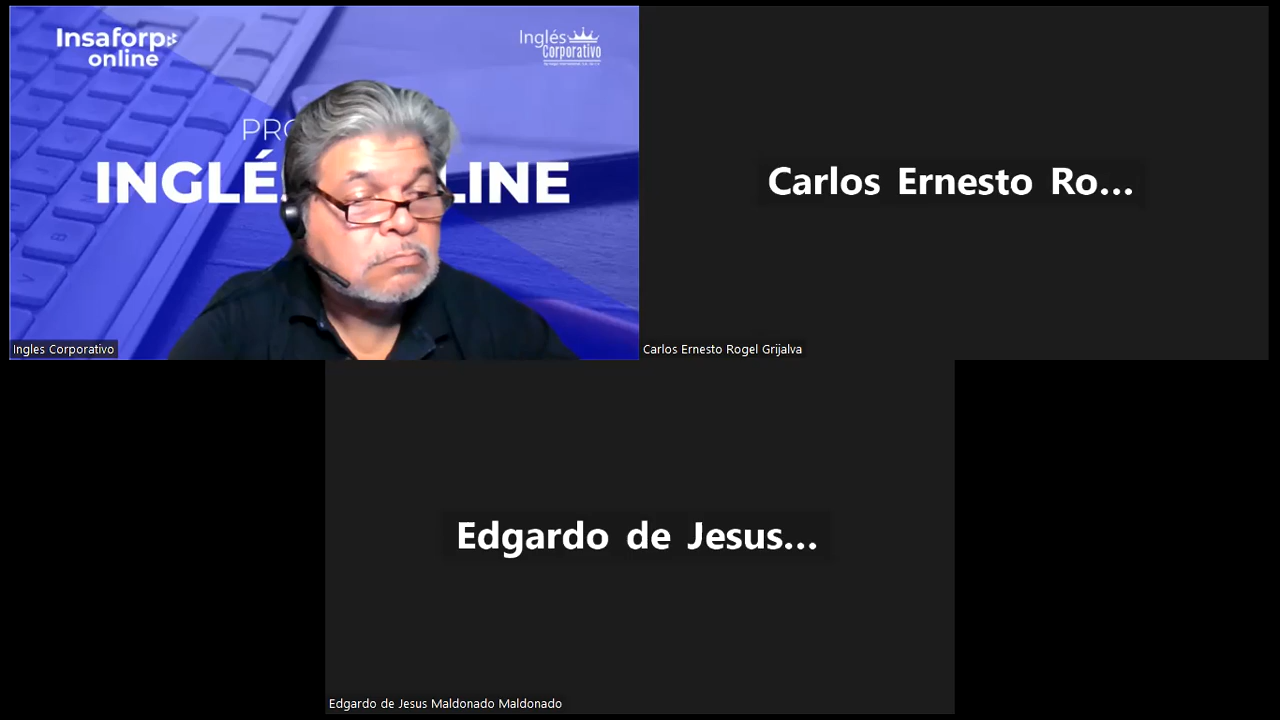 Insaforp
online
Inglés
Corporativo
PRO
INGLÉ LINE
Ingles Corporativo
Carlos Ernesto Ro...
Carlos Ernesto Rogel Grijalva
Edgardo de Jesus...
Edgardo de Jesus Maldonado Maldonado